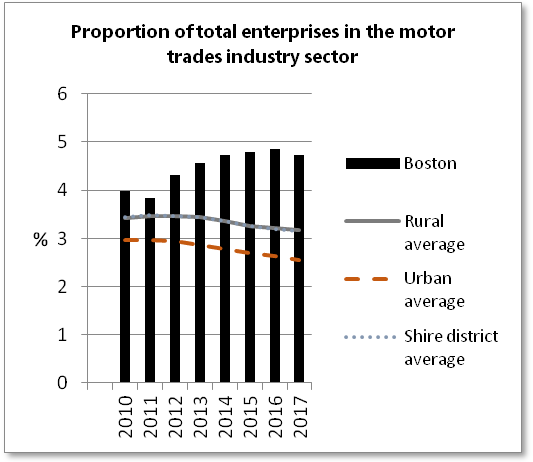 Proportion of total enterprises in the motor
trades industry sector
6
5
4
3
2
1
0
%
2010
2011
2012
2013
2014
2015
2016
2017
Boston
Rural
average
Urban
average
Shire district
average